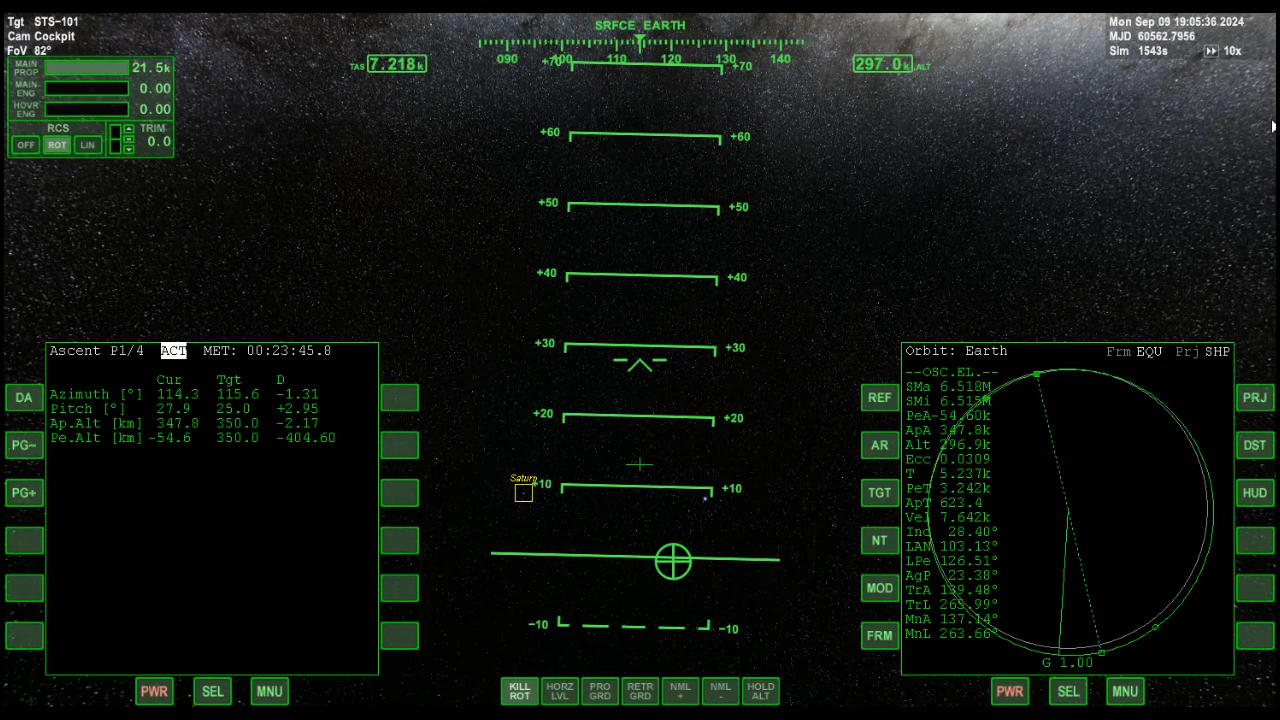 Tgt STS-101
Cam Cockpit
FoV 82°
MAIN PROP 21.5k
MAIN ENG 0.00
HOVR ENG 0.00
RCS TRIM
OFF ROT LIN 0.0
SRFCE EARTH
090 100 110 120 130 140
TAS 7.218k
297.0k ALT
Mon Sep 09 19:05:36 2024
MJD 60562.7956
Sim 1543s 10x
+70 +70
+60 +60
+50 +50
+40 +40
+30 +30
+20 +20
Saturn
+10 +10
-10 -10
Ascent P1/4 ACT MET: 00:23:45.8
Cur Tgt D
Azimuth [°] 114.3 115.6 -1.31
Pitch [°] 27.9 25.0 +2.95
Ap.Alt [km] 347.8 350.0 -2.17
Pe.Alt [km] -54.6 350.0 -404.60
DA
PG-
PG+
PWR SEL MNU
KILL ROT
HORZ LVL
PRO GRD
RETR GRD
NML +
NML -
HOLD ALT
REF
AR
TGT
NT
MOD
FRM
Orbit: Earth Frm EQU Prj SHP
--OSC.EL.--
SMa 6.518M
SMi 6.515M
PeA-54.60k
ApA 347.8k
Alt 296.9k
Ecc 0.0309
T 5.237k
PeT 3.242k
ApT 623.4
Vel 7.642k
Inc 28.40°
LAN 103.13°
LPe 126.51°
AgP 23.38°
TrA 139.48°
TrL 265.99°
MnA 137.14°
MnL 263.66°
G 1.00
PRJ
DST
HUD
PWR SEL MNU